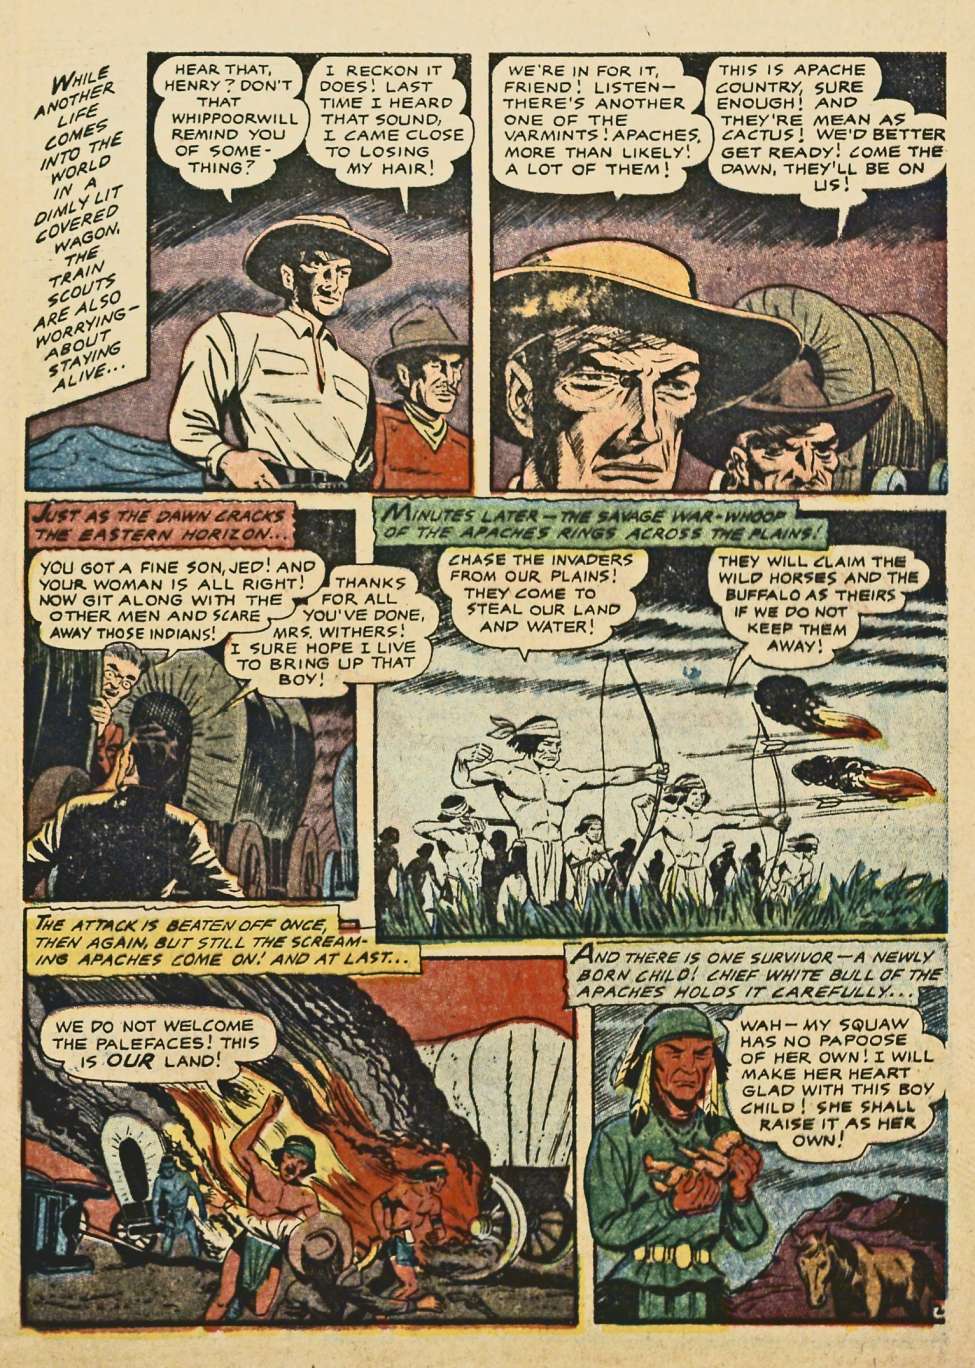 WHILE
ANOTHER
LIFE
COMES
INTO THE
WORLD
IN A
DIMLY LIT
COVERED
WAGON,
THE
TRAIN
SCOUTS
ARE ALSO
WORRYING—
ABOUT
STAYING
ALIVE...
HEAR THAT,
HENRY? DON'T
THAT
WHIPPOORWILL
REMIND YOU
OF SOME-
THING?
I RECKON IT
DOES! LAST
TIME I HEARD
THAT SOUND,
I CAME CLOSE
TO LOSING
MY HAIR!
WE'RE IN FOR IT,
FRIEND! LISTEN—
THERE'S ANOTHER
ONE OF THE
VARMINTS! APACHES,
MORE THAN LIKELY!
A LOT OF THEM!
THIS IS APACHE
COUNTRY, SURE
ENOUGH! AND
THEY'RE MEAN AS
CACTUS! WE'D BETTER
GET READY! COME THE
DAWN, THEY'LL BE ON
US!
JUST AS THE DAWN CRACKS
THE EASTERN HORIZON...
YOU GOT A FINE SON, JED! AND
YOUR WOMAN IS ALL RIGHT!
NOW GIT ALONG WITH THE
OTHER MEN AND SCARE
AWAY THOSE INDIANS!
THANKS
FOR ALL
YOU'VE DONE,
MRS. WITHERS!
I SURE HOPE I LIVE
TO BRING UP THAT
BOY!
MINUTES LATER—THE SAVAGE WAR-WHOOP
OF THE APACHES RINGS ACROSS THE PLAINS!
CHASE THE INVADERS
FROM OUR PLAINS!
THEY COME TO
STEAL OUR LAND
AND WATER!
THEY WILL CLAIM THE
WILD HORSES AND THE
BUFFALO AS THEIRS
IF WE DO NOT
KEEP THEM
AWAY!
THE ATTACK IS BEATEN OFF ONCE,
THEN AGAIN, BUT STILL THE SCREAM-
ING APACHES COME ON! AND AT LAST...
WE DO NOT WELCOME
THE PALEFACES! THIS
IS OUR LAND!
AND THERE IS ONE SURVIVOR—A NEWLY
BORN CHILD! CHIEF WHITE BULL OF THE
APACHES HOLDS IT CAREFULLY...
WAH—MY SQUAW
HAS NO PAPOOSE
OF HER OWN! I WILL
MAKE HER HEART
GLAD WITH THIS BOY
CHILD! SHE SHALL
RAISE IT AS HER
OWN!
2